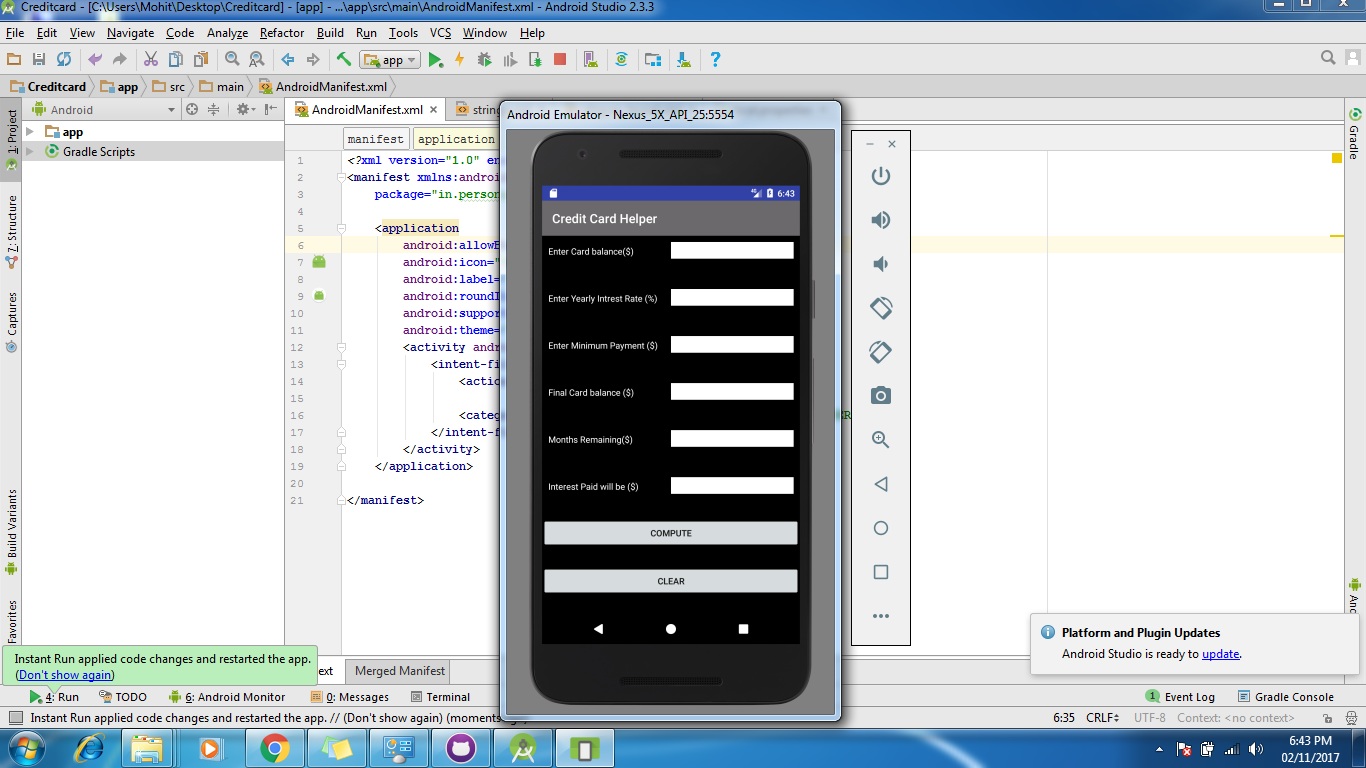 Creditcard - [C:\Users\Mohit\Desktop\Creditcard] - [app] - ...\app\src\main\AndroidManifest.xml - Android Studio 2.3.3
File Edit View Navigate Code Analyze Refactor Build Run Tools VCS Window Help
app
Creditcard app src main AndroidManifest.xml
Android
AndroidManifest.xml
manifest application
1: Project
7: Structure
Captures
Build Variants
Favorites
app
Gradle Scripts
1 <?xml version="1.0" en
2 <manifest xmlns:androi
3 package="in.person
4
5 <application
6 android:allowB
7 android:icon="
8 android:label=
9 android:roundI
10 android:suppor
11 android:theme=
12 <activity andr
13 <intent-fi
14 <actio
15
16 <categ
17 </intent-f
18 </activity>
19 </application>
20
21 </manifest>
Android Emulator - Nexus_5X_API_25:5554
6:43
Credit Card Helper
Enter Card balance($)
Enter Yearly Intrest Rate (%)
Enter Minimum Payment ($)
Final Card balance ($)
Months Remaining($)
Interest Paid will be ($)
COMPUTE
CLEAR
Gradle
Platform and Plugin Updates
Android Studio is ready to update.
Instant Run applied code changes and restarted the app.
(Don't show again)
Merged Manifest
4: Run TODO 6: Android Monitor 0: Messages Terminal
1 Event Log Gradle Console
Instant Run applied code changes and restarted the app. // (Don't show again) (moments
6:35 CRLF UTF-8 Context: <no context>
6:43 PM
02/11/2017